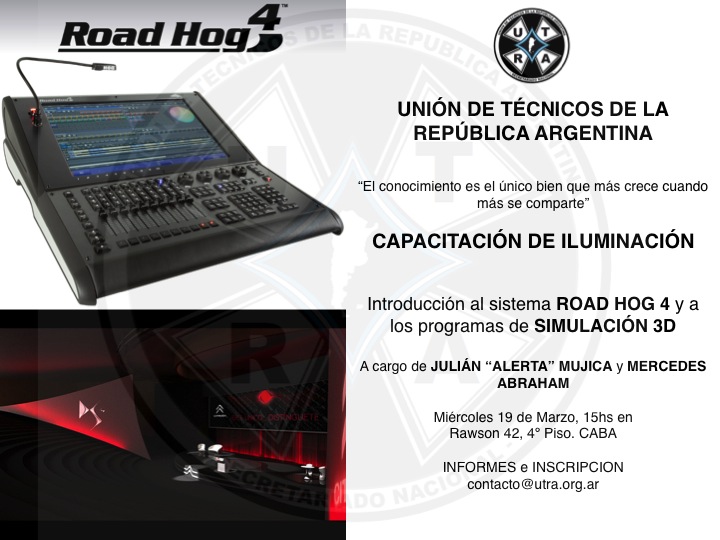 Road Hog 4™
U T
R A
UNIÓN DE TÉCNICOS DE LA
REPÚBLICA ARGENTINA
“El conocimiento es el único bien que más crece cuando
más se comparte”
CAPACITACIÓN DE ILUMINACIÓN
Introducción al sistema ROAD HOG 4 y a
los programas de SIMULACIÓN 3D
A cargo de JULIÁN “ALERTA” MUJICA y MERCEDES
ABRAHAM
Miércoles 19 de Marzo, 15hs en
Rawson 42, 4° Piso. CABA
INFORMES e INSCRIPCION
contacto@utra.org.ar